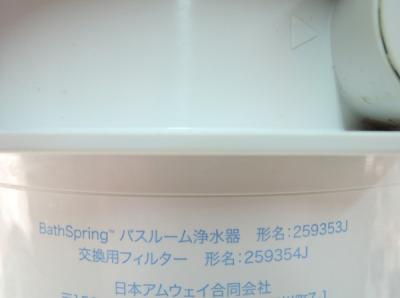 BathSpring™ バスルーム浄水器 形名:259353J
交換用フィルター 形名:259354J
日本アムウェイ合同会社